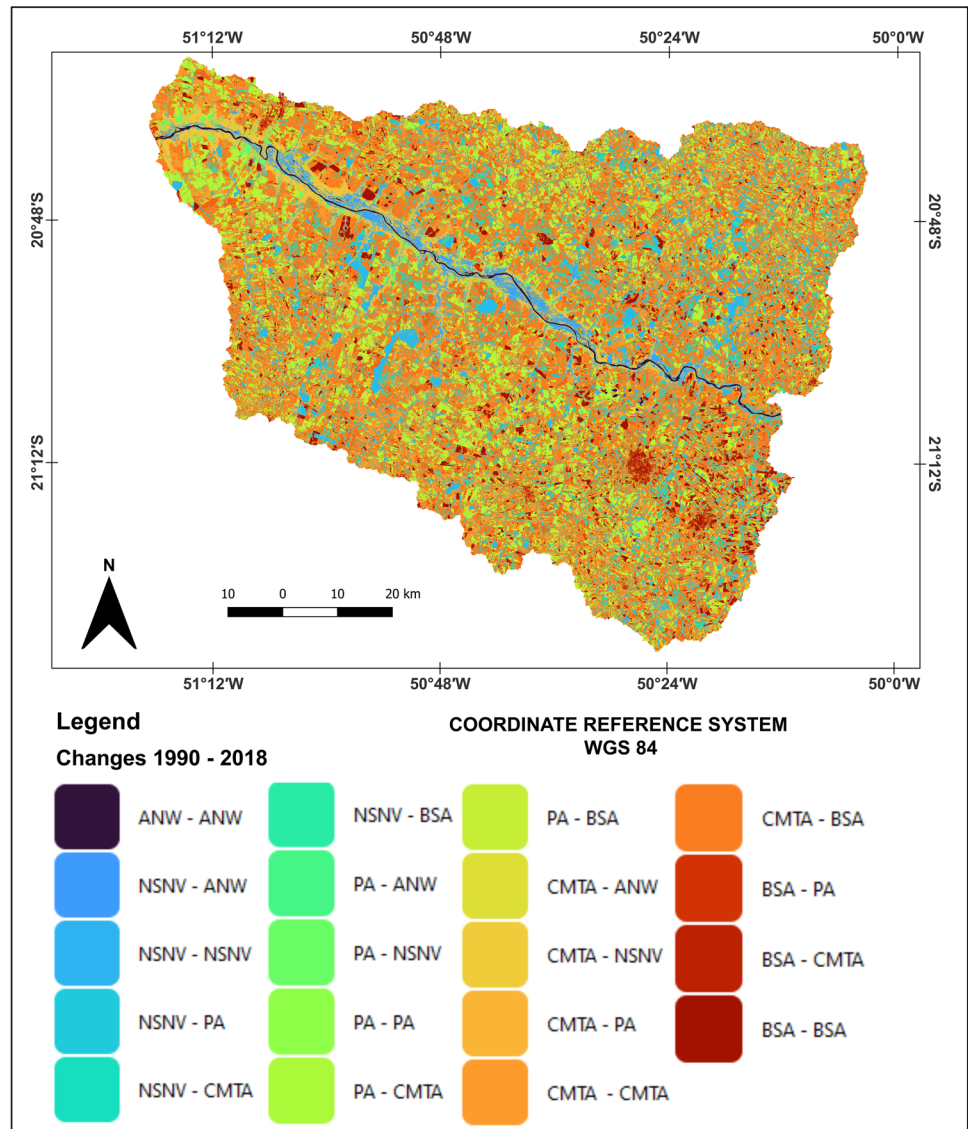 51°12'W 50°48'W 50°24'W 50°0'W
20°48'S 20°48'S
21°12'S 21°12'S
N
10 0 10 20 km
51°12'W 50°48'W 50°24'W 50°0'W
Legend
COORDINATE REFERENCE SYSTEM
WGS 84
Changes 1990 - 2018
ANW - ANW
NSNV - ANW
NSNV - NSNV
NSNV - PA
NSNV - CMTA
NSNV - BSA
PA - ANW
PA - NSNV
PA - PA
PA - CMTA
PA - BSA
CMTA - ANW
CMTA - NSNV
CMTA - PA
CMTA - CMTA
CMTA - BSA
BSA - PA
BSA - CMTA
BSA - BSA